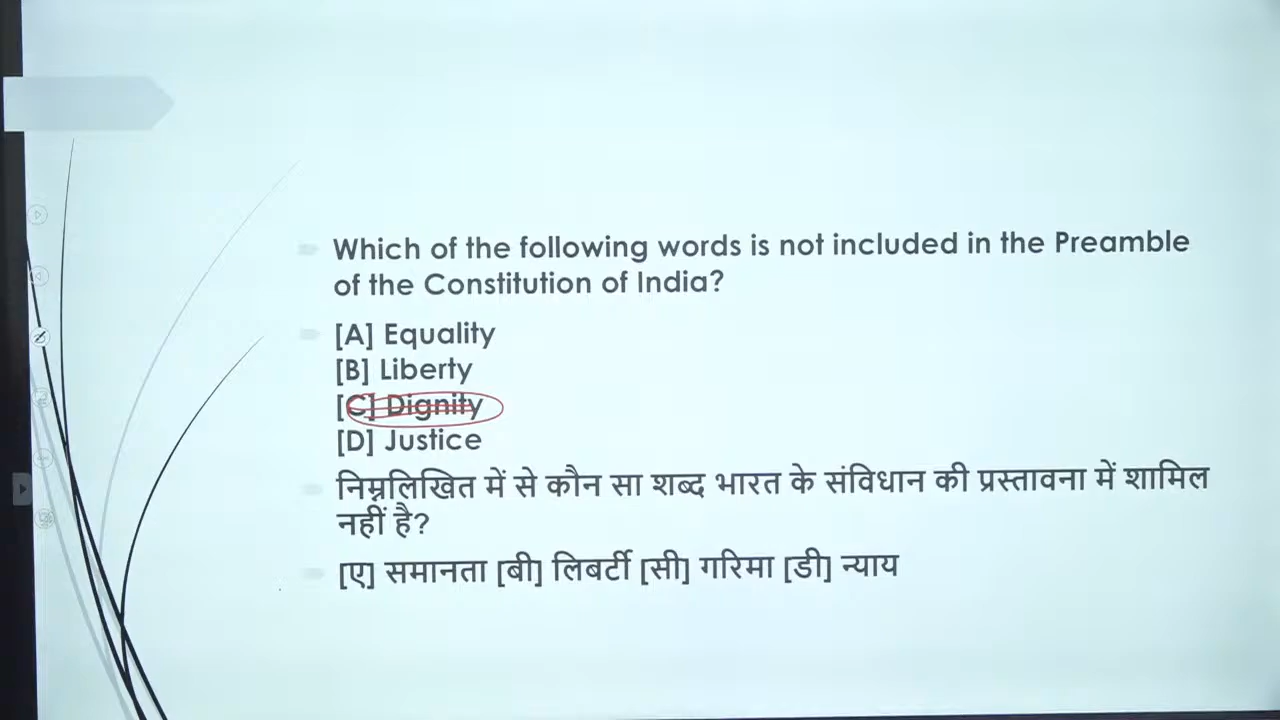 Which of the following words is not included in the Preamble
of the Constitution of India?
[A] Equality
[B] Liberty
[C] Dignity
[D] Justice
निम्नलिखित में से कौन सा शब्द भारत के संविधान की प्रस्तावना में शामिल
नहीं है?
[ए] समानता [बी] लिबर्टी [सी] गरिमा [डी] न्याय